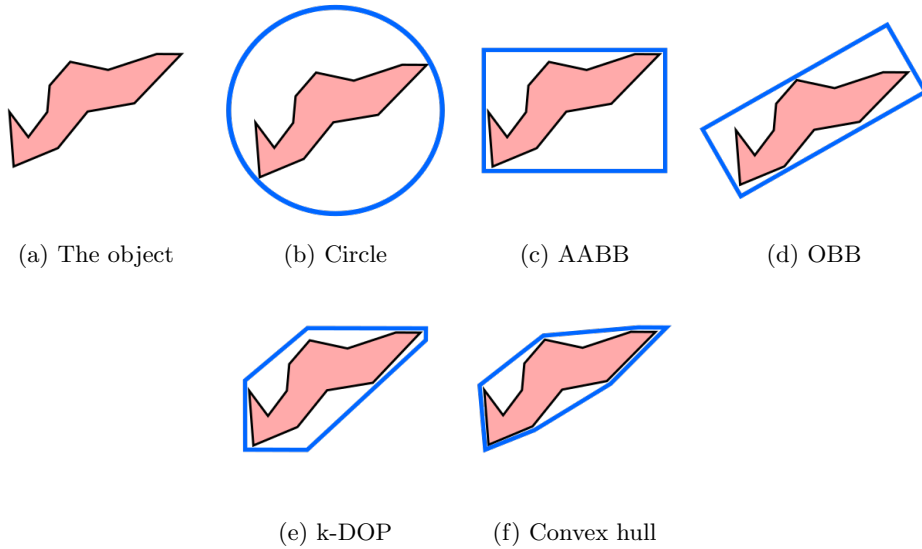 (a) The object
(b) Circle
(c) AABB
(d) OBB
(e) k-DOP
(f) Convex hull